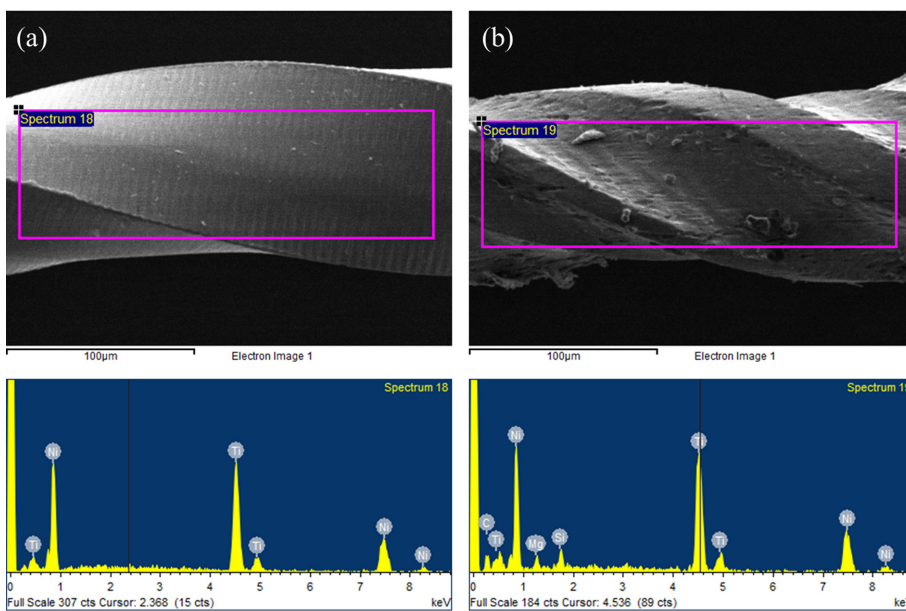 (a)
Spectrum 18
100μm
Electron Image 1
(b)
Spectrum 19
100μm
Electron Image 1
Spectrum 18
Ti
Ni
Ti
Ti
Ni
Ni
0 1 2 3 4 5 6 7 8
Full Scale 307 cts Cursor: 2.368 (15 cts)
keV
Spectrum 19
C
Ti
Ni
Mg
Si
Ti
Ti
Ni
Ni
0 1 2 3 4 5 6 7 8
Full Scale 184 cts Cursor: 4.536 (89 cts)
keV